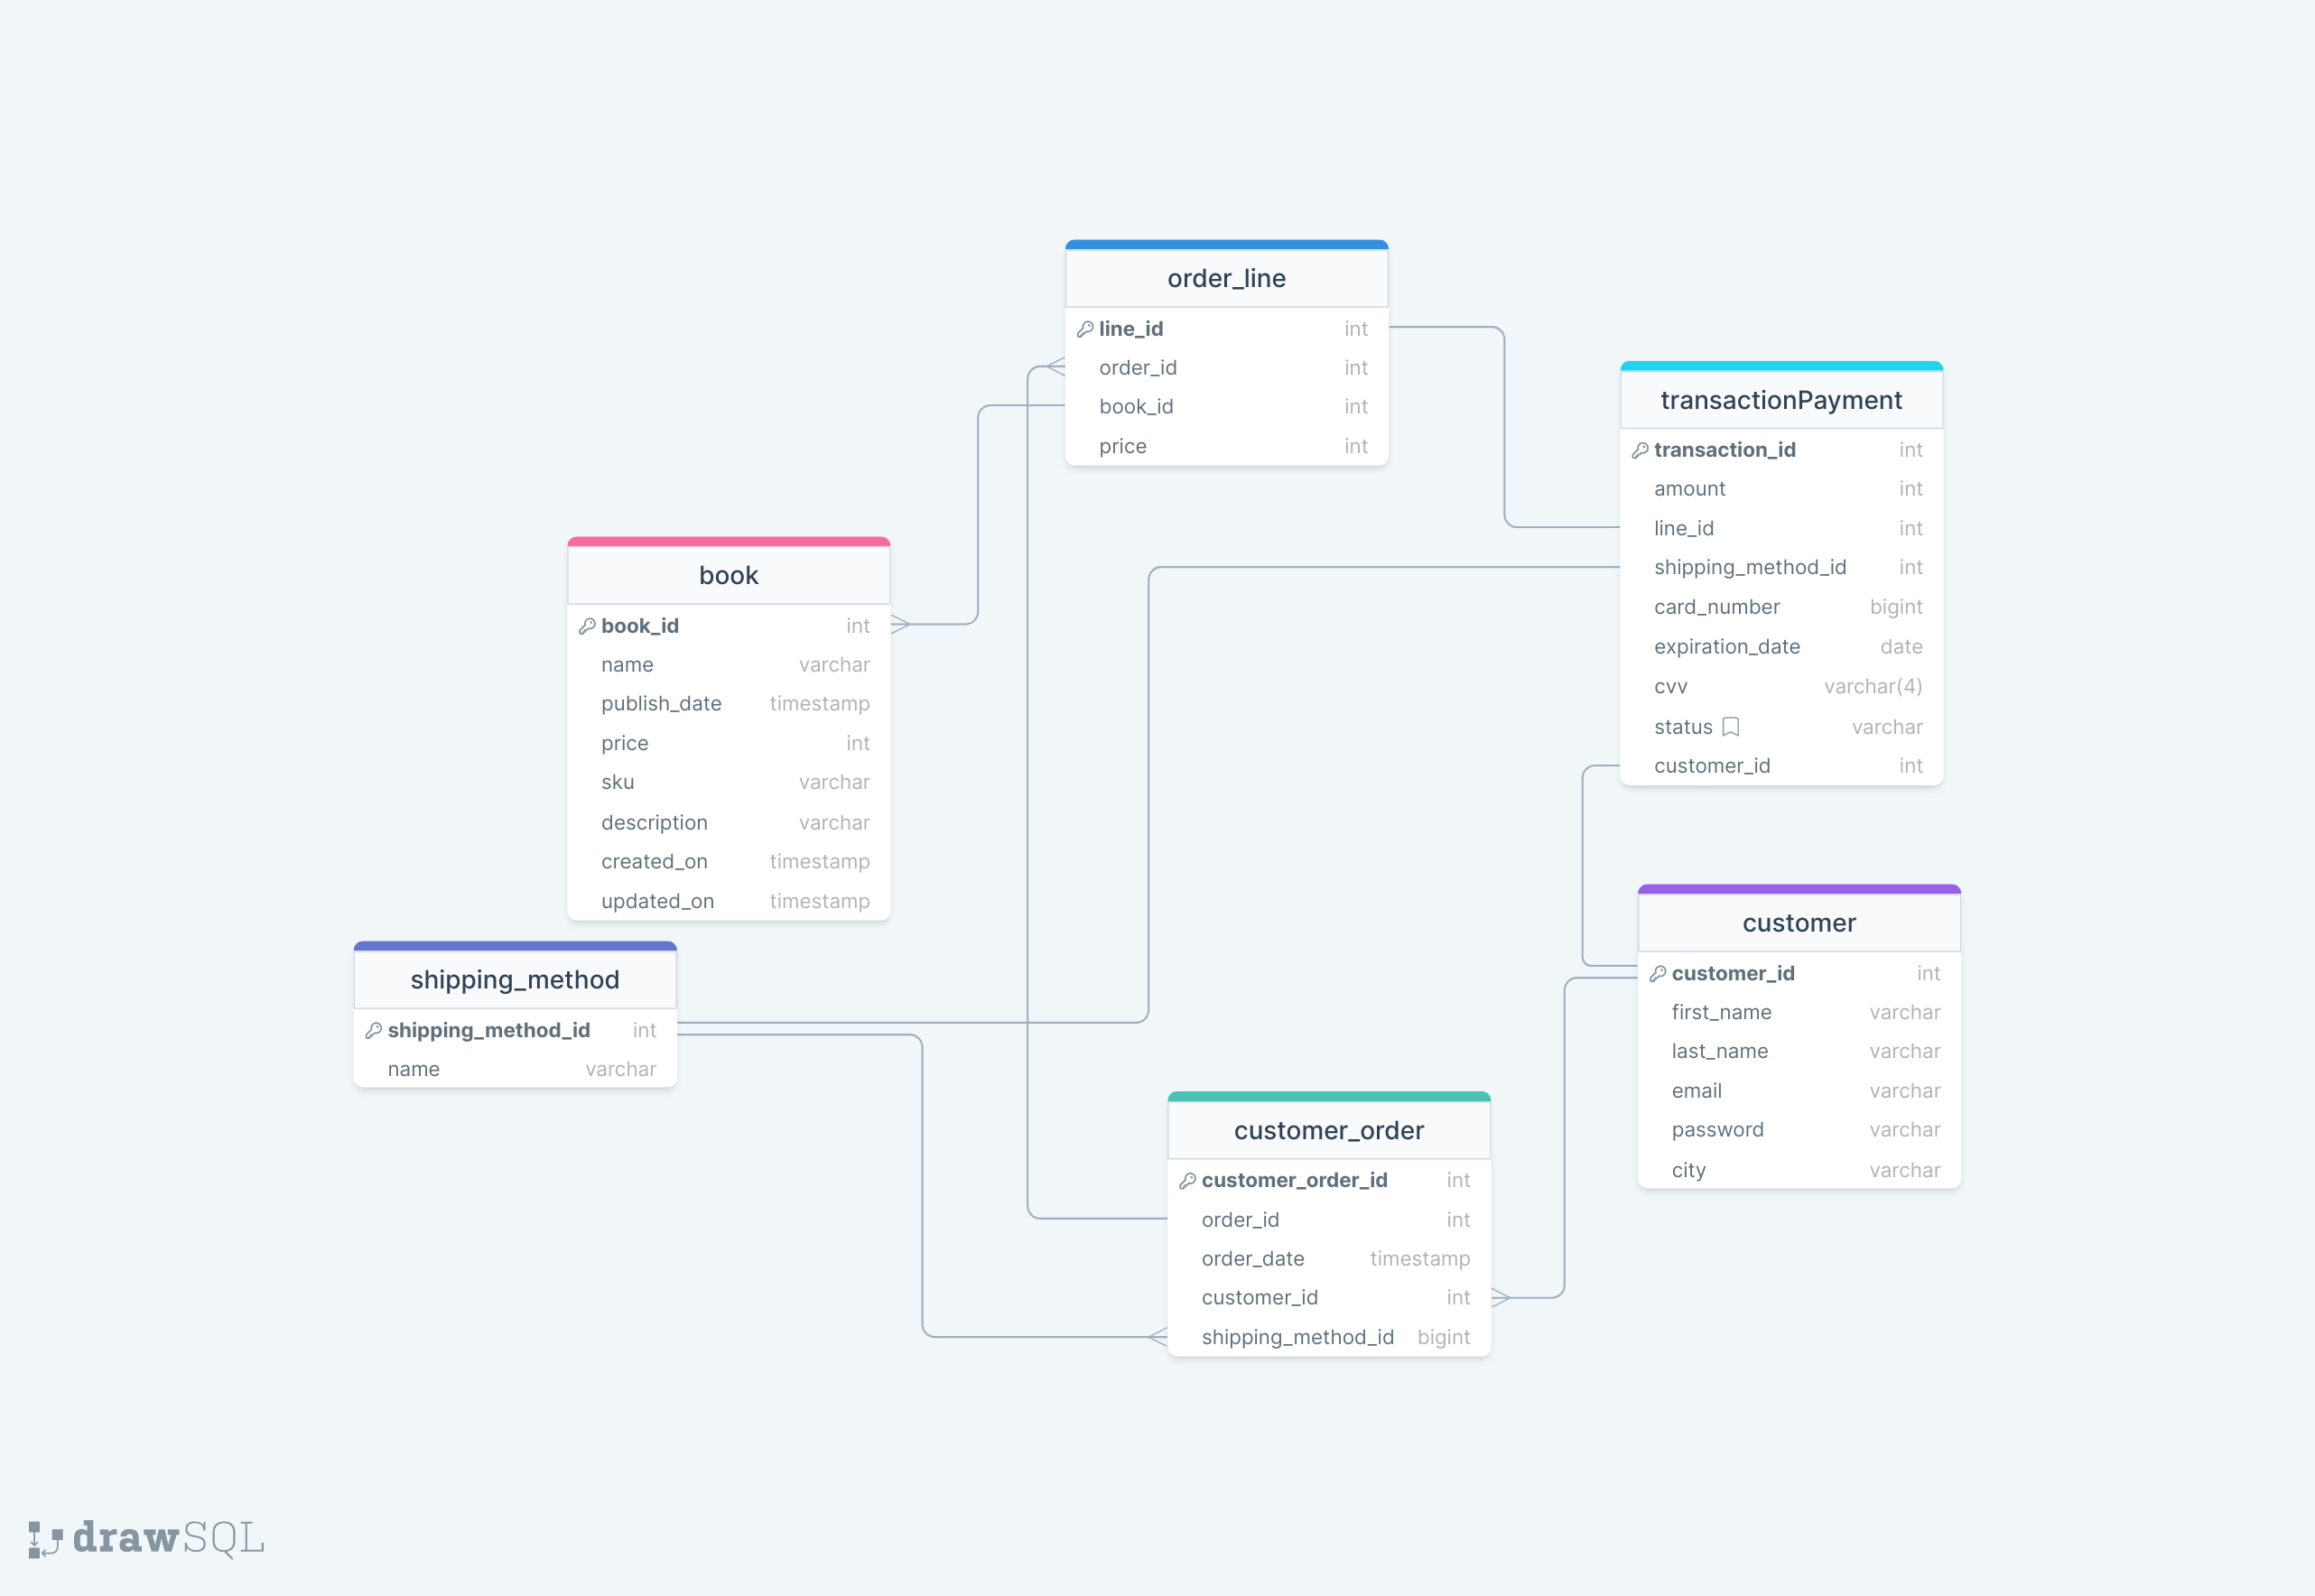 order_line
line_id int
order_id int
book_id int
price int
transactionPayment
transaction_id int
amount int
line_id int
shipping_method_id int
card_number bigint
expiration_date date
cvv varchar(4)
status varchar
customer_id int
book
book_id int
name varchar
publish_date timestamp
price int
sku varchar
description varchar
created_on timestamp
updated_on timestamp
customer
customer_id int
first_name varchar
last_name varchar
email varchar
password varchar
city varchar
shipping_method
shipping_method_id int
name varchar
customer_order
customer_order_id int
order_id int
order_date timestamp
customer_id int
shipping_method_id bigint
drawSQL